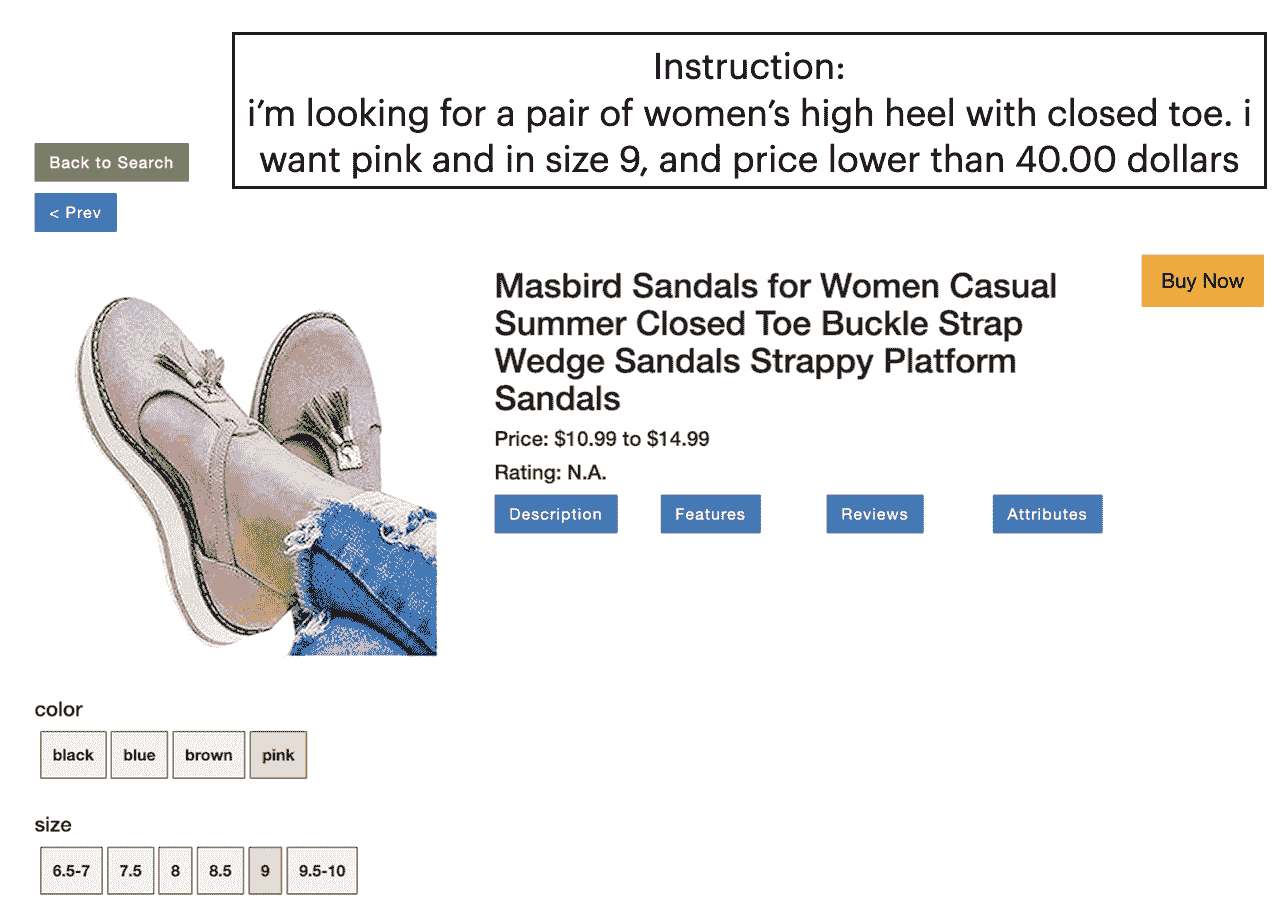 Instruction:
i’m looking for a pair of women’s high heel with closed toe. i
want pink and in size 9, and price lower than 40.00 dollars
Back to Search
< Prev
Masbird Sandals for Women Casual
Summer Closed Toe Buckle Strap
Wedge Sandals Strappy Platform
Sandals
Buy Now
Price: $10.99 to $14.99
Rating: N.A.
Description Features Reviews Attributes
color
black blue brown pink
size
6.5-7 7.5 8 8.5 9 9.5-10